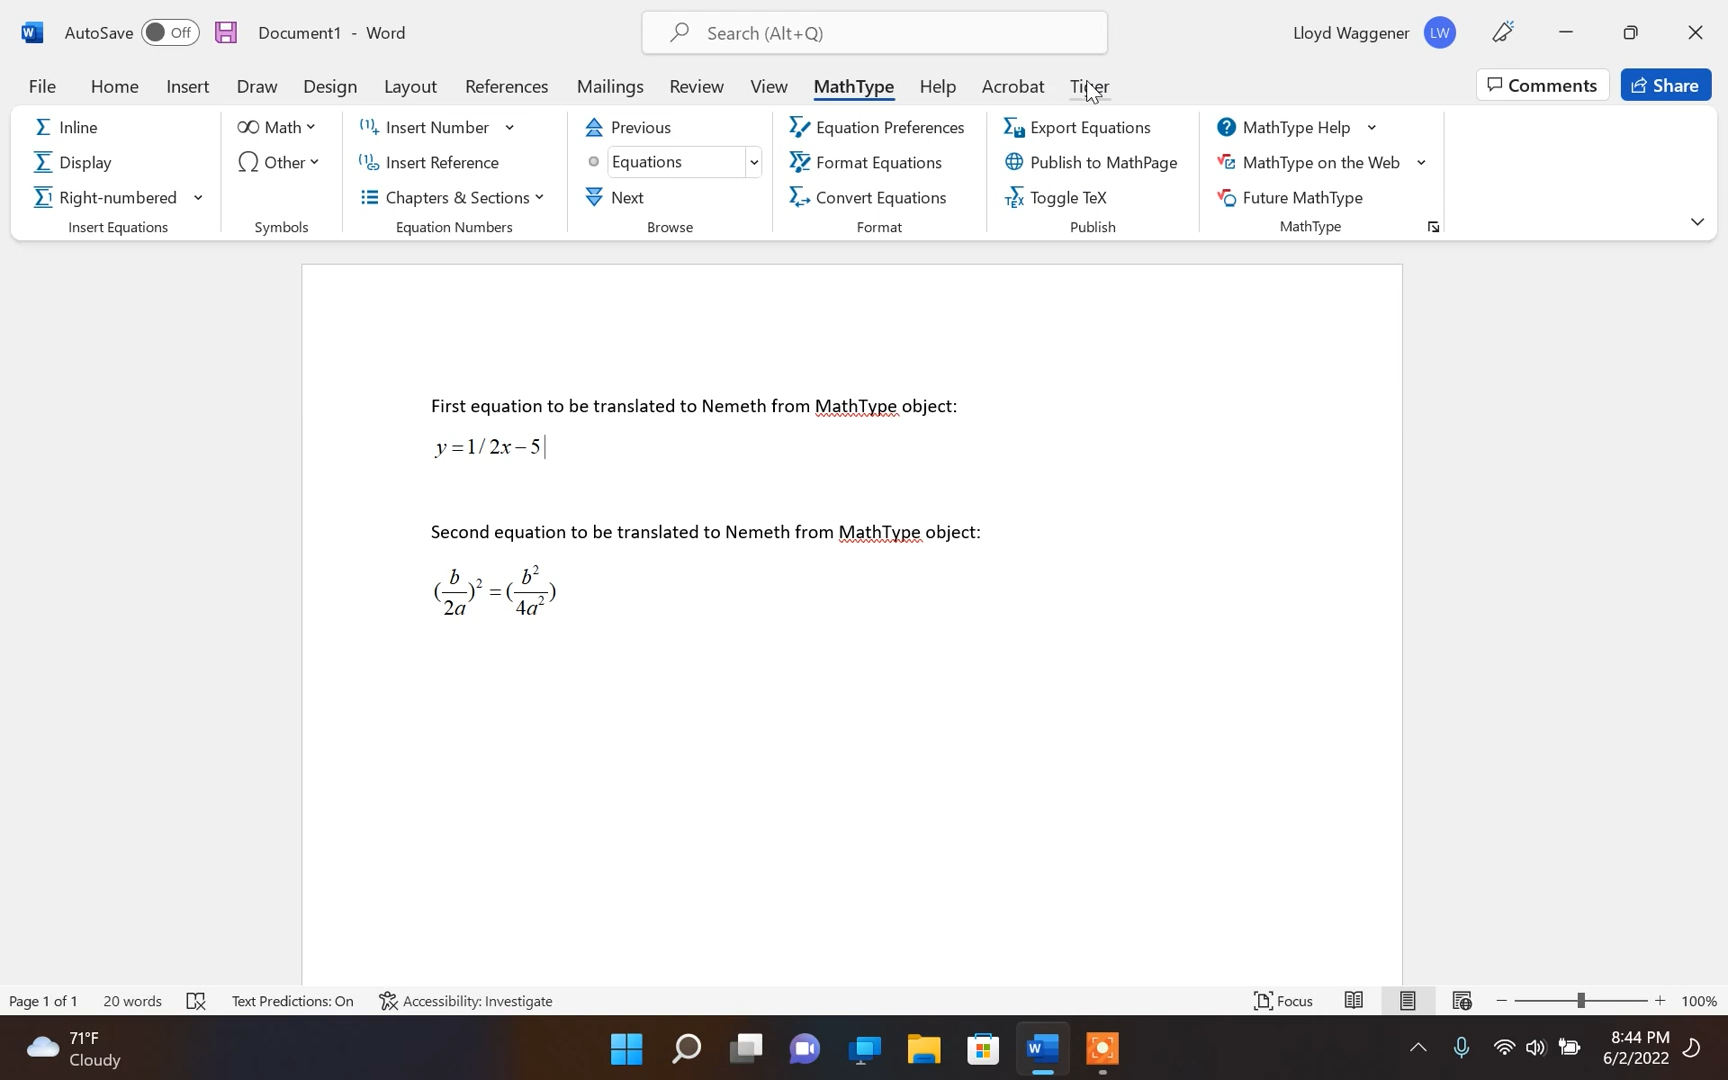 AutoSave Off Document1 - Word Search (Alt+Q) Lloyd Waggener LW
File Home Insert Draw Design Layout References Mailings Review View MathType Help Acrobat Comments Share
Inline
Display
Right-numbered
Insert Equations
Math
Other
Symbols
Insert Number
Insert Reference
Chapters & Sections
Equation Numbers
Previous
Equations
Next
Browse
Equation Preferences
Format Equations
Convert Equations
Format
Export Equations
Publish to MathPage
Toggle TeX
Publish
MathType Help
MathType on the Web
Future MathType
MathType
First equation to be translated to Nemeth from MathType object:
y = 1/2x − 5
Second equation to be translated to Nemeth from MathType object:
(b/2a)² = (b²/4a²)
Page 1 of 1 20 words Text Predictions: On Accessibility: Investigate Focus 100%
71°F
Cloudy
8:44 PM
6/2/2022